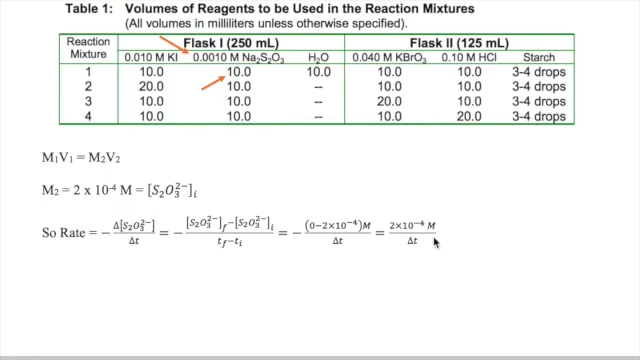 Table 1: Volumes of Reagents to be Used in the Reaction Mixtures
(All volumes in milliliters unless otherwise specified).
Reaction Mixture Flask I (250 mL) Flask II (125 mL)
0.010 M KI 0.0010 M Na₂S₂O₃ H₂O 0.040 M KBrO₃ 0.10 M HCl Starch
1 10.0 10.0 10.0 10.0 10.0 3-4 drops
2 20.0 10.0 -- 10.0 10.0 3-4 drops
3 10.0 10.0 -- 20.0 10.0 3-4 drops
4 10.0 10.0 -- 10.0 20.0 3-4 drops
M₁V₁ = M₂V₂
M₂ = 2 x 10⁻⁴ M = [S₂O₃²⁻]ᵢ
So Rate = − Δ[S₂O₃²⁻]/Δt = − ([S₂O₃²⁻]f−[S₂O₃²⁻]ᵢ)/(tf−tᵢ) = − (0−2×10⁻⁴)M/Δt = 2×10⁻⁴ M/Δt